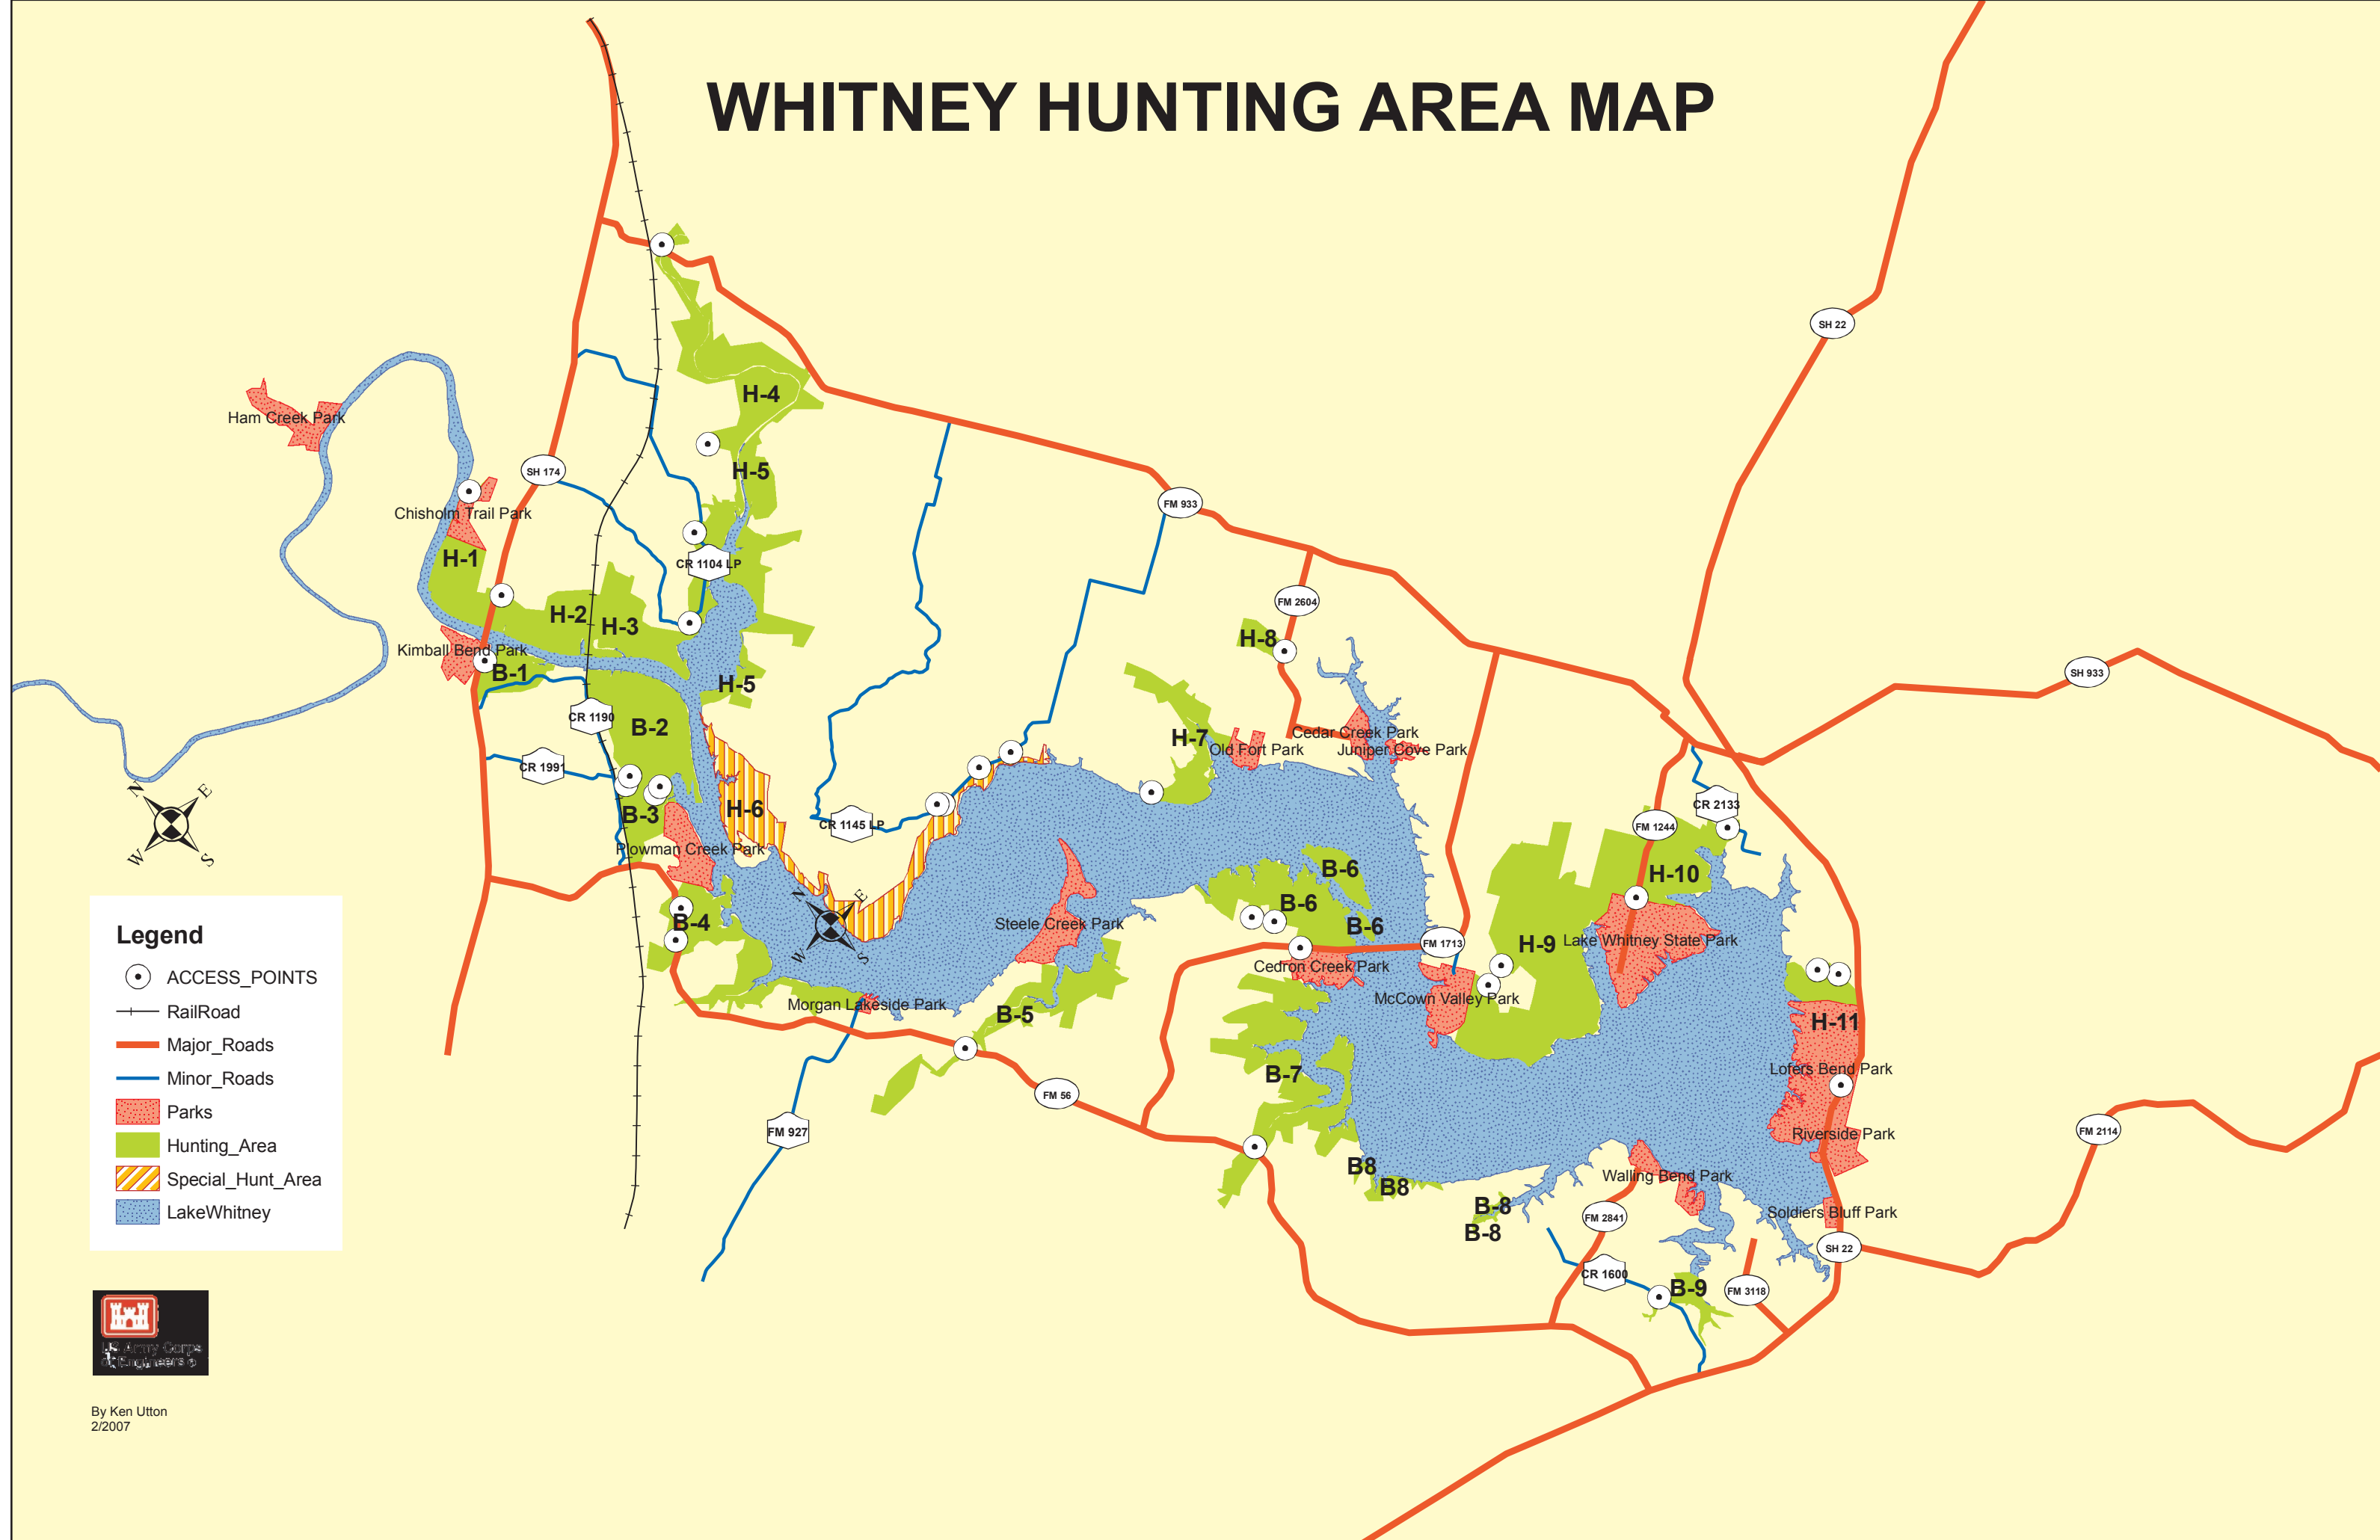 WHITNEY HUNTING AREA MAP
SH 22
H-4
Ham Creek Park
SH 174
H-5
FM 933
Chisholm Trail Park
H-1
CR 1104 LP
FM 2604
H-2
H-3
H-8
Kimball Bend Park
B-1
SH 933
H-5
CR 1190
B-2
Cedar Creek Park
H-7
Old Fort Park
Juniper Cove Park
CR 1991
N
E
W
S
H-6
B-3
CR 1145 LP
CR 2133
FM 1244
Plowman Creek Park
B-6
H-10
N
E
W
S
B-6
B-4
Steele Creek Park
B-6
FM 1713
H-9
Lake Whitney State Park
Cedron Creek Park
McCown Valley Park
Morgan Lakeside Park
B-5
H-11
B-7
Lofers Bend Park
FM 56
FM 927
FM 2114
Riverside Park
B8
B8
Walling Bend Park
B-8
B-8
FM 2841
Soldiers Bluff Park
SH 22
CR 1600
B-9
FM 3118
Legend
ACCESS_POINTS
RailRoad
Major_Roads
Minor_Roads
Parks
Hunting_Area
Special_Hunt_Area
LakeWhitney
US Army Corps
of Engineers ®
By Ken Utton
2/2007